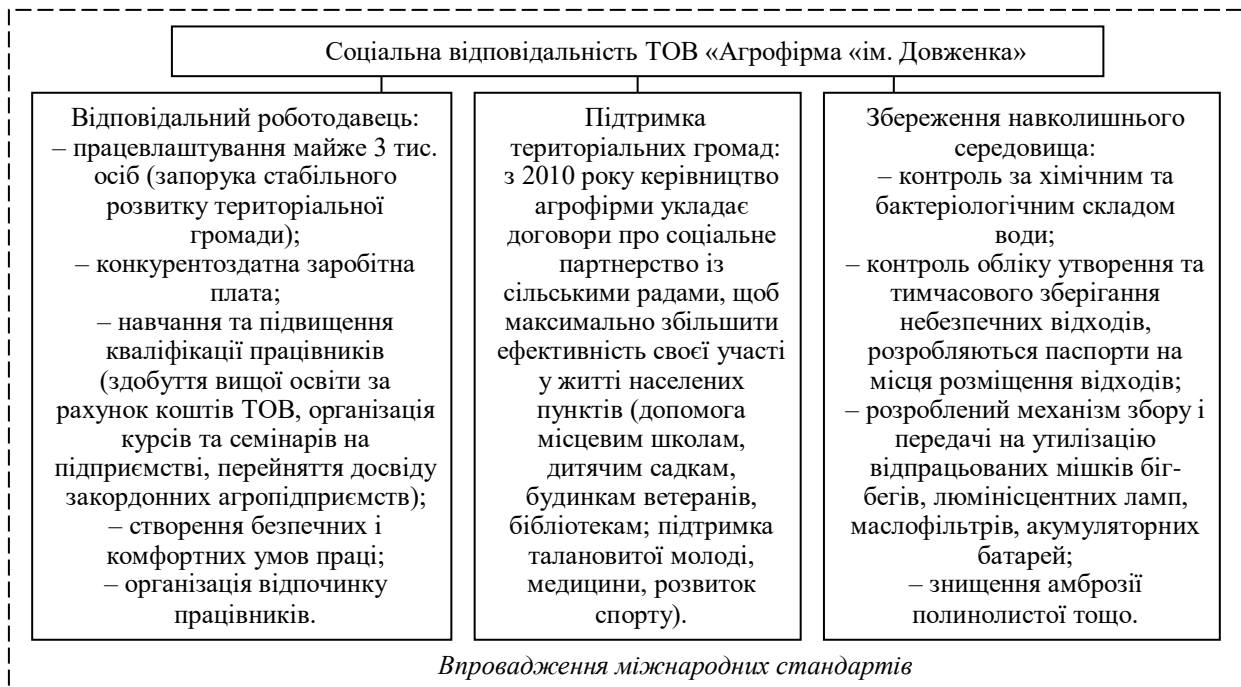 Соціальна відповідальність ТОВ «Агрофірма «ім. Довженка»
Відповідальний роботодавець:
– працевлаштування майже 3 тис.
осіб (запорука стабільного
розвитку територіальної
громади);
– конкурентоздатна заробітна
плата;
– навчання та підвищення
кваліфікації працівників
(здобуття вищої освіти за
рахунок коштів ТОВ, організація
курсів та семінарів на
підприємстві, перейняття досвіду
закордонних агропідприємств);
– створення безпечних і
комфортних умов праці;
– організація відпочинку
працівників.
Підтримка
територіальних громад:
з 2010 року керівництво
агрофірми укладає
договори про соціальне
партнерство із
сільськими радами, щоб
максимально збільшити
ефективність своєї участі
у житті населених
пунктів (допомога
місцевим школам,
дитячим садкам,
будинкам ветеранів,
бібліотекам; підтримка
талановитої молоді,
медицини, розвиток
спорту).
Збереження навколишнього
середовища:
– контроль за хімічним та
бактеріологічним складом
води;
– контроль обліку утворення та
тимчасового зберігання
небезпечних відходів,
розробляються паспорти на
місця розміщення відходів;
– розроблений механізм збору і
передачі на утилізацію
відпрацьованих мішків біг-
бегів, люмінісцентних ламп,
маслофільтрів, акумуляторних
батарей;
– знищення амброзії
полинолистої тощо.
Впровадження міжнародних стандартів